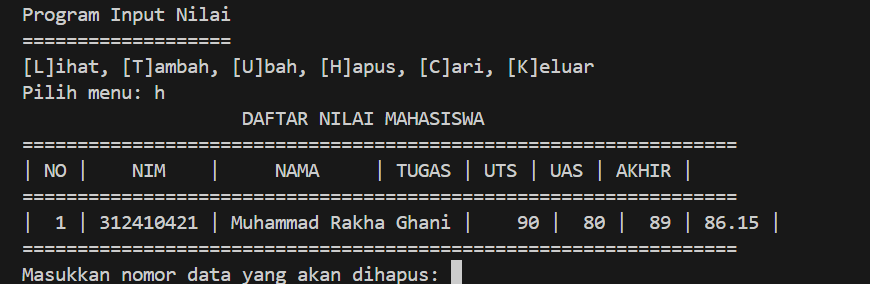 Program Input Nilai
===================
[L]ihat, [T]ambah, [U]bah, [H]apus, [C]ari, [K]eluar
Pilih menu: h
                    DAFTAR NILAI MAHASISWA
=================================================================
| NO |    NIM    |     NAMA     | TUGAS | UTS | UAS | AKHIR |
=================================================================
|  1 | 312410421 | Muhammad Rakha Ghani |    90 |  80 |  89 | 86.15 |
=================================================================
Masukkan nomor data yang akan dihapus: